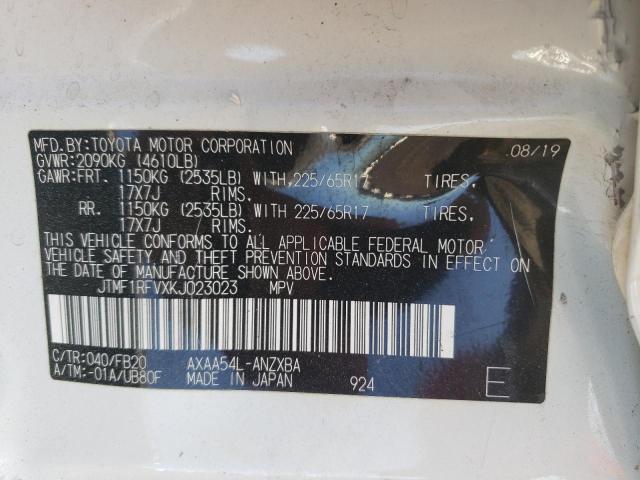 MFD.BY:TOYOTA MOTOR CORPORATION 08/19
GVWR:2090KG (4610LB)
GAWR:FRT. 1150KG (2535LB) WITH 225/65R17 TIRES.
17X7J RIMS.
RR. 1150KG (2535LB) WITH 225/65R17 TIRES.
17X7J RIMS.
THIS VEHICLE CONFORMS TO ALL APPLICABLE FEDERAL MOTOR
VEHICLE SAFETY AND THEFT PREVENTION STANDARDS IN EFFECT
ON THE DATE OF MANUFACTURE SHOWN ABOVE.
JTMF1RFVXKJ023023 MPV
C/TR:040/FB20 AXAA54L-ANZXBA
A/TM:-01A/UB80F MADE IN JAPAN 924 E